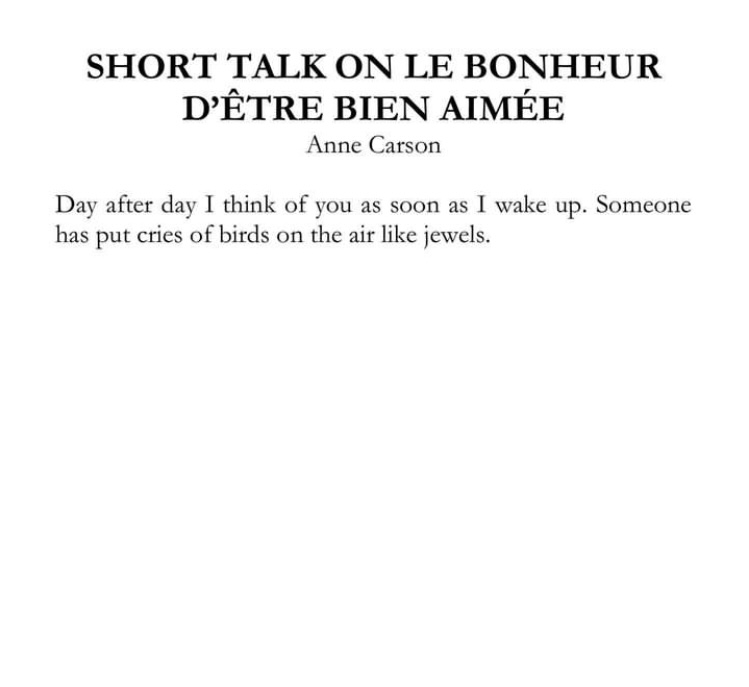 SHORT TALK ON LE BONHEUR
D’ÊTRE BIEN AIMÉE
Anne Carson
Day after day I think of you as soon as I wake up. Someone
has put cries of birds on the air like jewels.